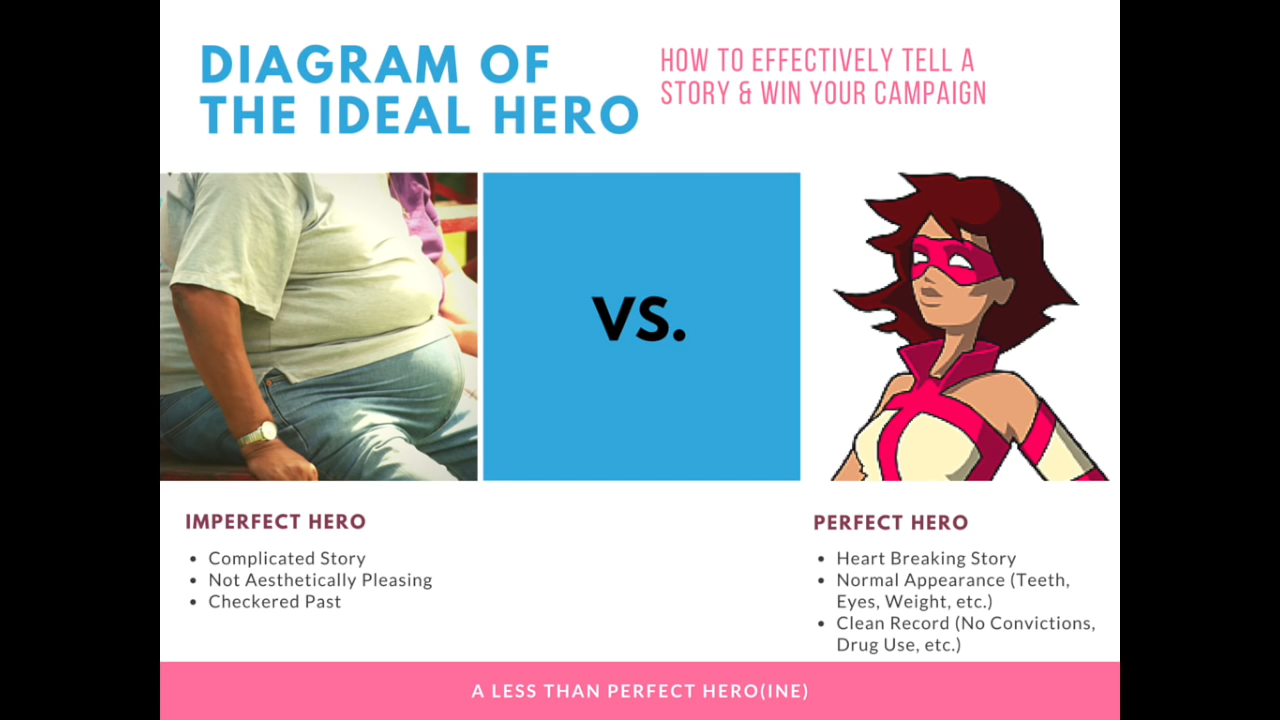 DIAGRAM OF
THE IDEAL HERO
HOW TO EFFECTIVELY TELL A
STORY & WIN YOUR CAMPAIGN
VS.
IMPERFECT HERO
• Complicated Story
• Not Aesthetically Pleasing
• Checkered Past
PERFECT HERO
• Heart Breaking Story
• Normal Appearance (Teeth,
Eyes, Weight, etc.)
• Clean Record (No Convictions,
Drug Use, etc.)
A LESS THAN PERFECT HERO(INE)